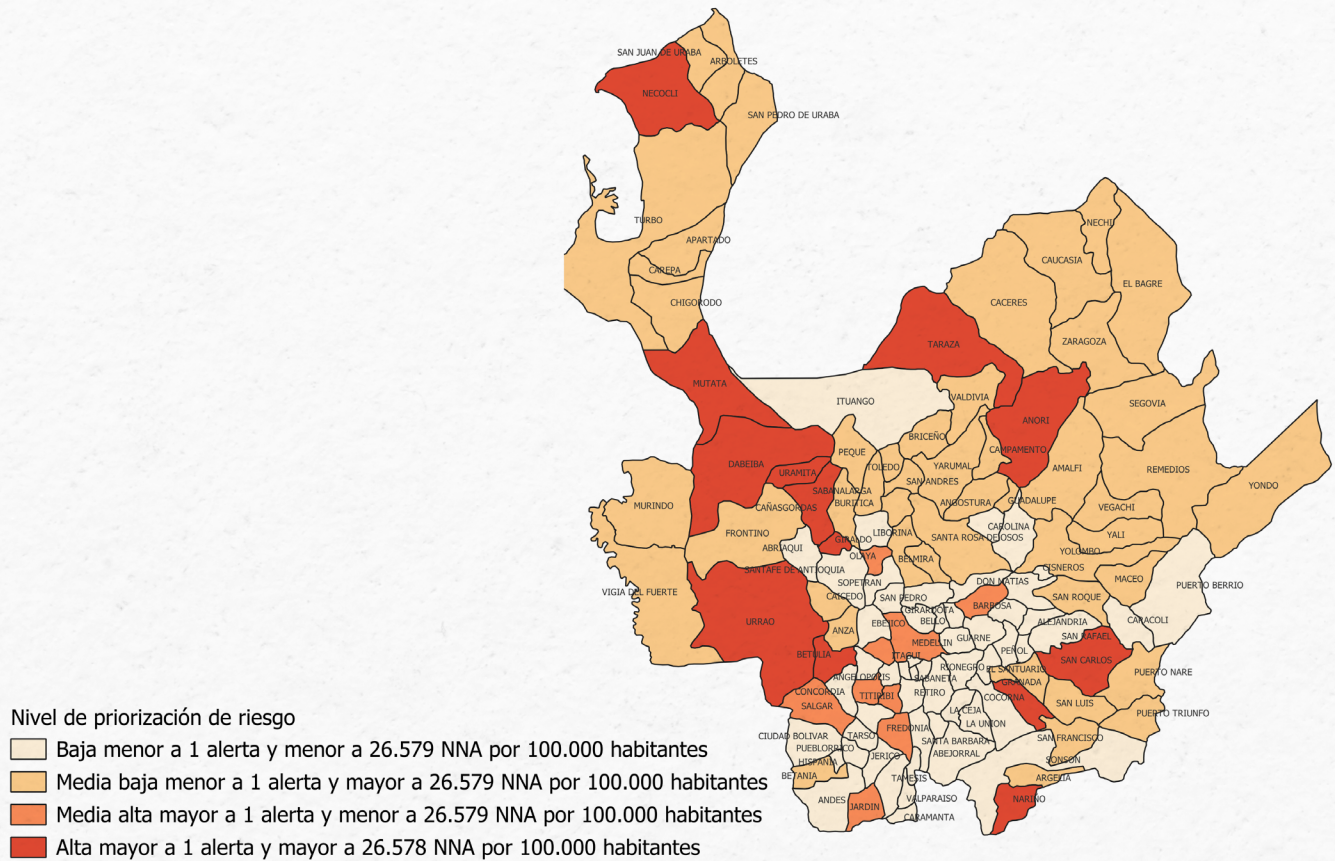 SAN JUAN DE URABA
ARBOLETES
NECOCLI
SAN PEDRO DE URABA
TURBO
NECHI
APARTADO
CAUCASIA
CAREPA
EL BAGRE
CHIGORODO
CACERES
TARAZA
ZARAGOZA
MUTATA
ITUANGO
VALDIVIA
SEGOVIA
ANORI
BRICEÑO
PEQUE
CAMPAMENTO
DABEIBA
TOLEDO
YARUMAL
AMALFI
REMEDIOS
URAMITA
SAN ANDRES
YONDO
SABANALARGA
BURITICA
ANGOSTURA
GUADALUPE
MURINDO
CAÑASGORDAS
VEGACHI
CAROLINA
FRONTINO
LIBORINA
YALI
GIRALDO
SANTA ROSA DE OSOS
ABRIAQUI
YOLOMBO
OLAYA
BELMIRA
CISNEROS
SANTAFE DE ANTIOQUIA
MACEO
SOPETRAN
DON MATIAS
PUERTO BERRIO
VIGIA DEL FUERTE
CAICEDO
SAN PEDRO
SAN ROQUE
BARBOSA
GIRARDOTA
URRAO
EBEJICO
BELLO
ALEJANDRIA
CARACOLI
ANZA
GUARNE
SAN RAFAEL
MEDELLIN
PEÑOL
BETULIA
ITAGUI
SAN CARLOS
RIONEGRO
EL SANTUARIO
PUERTO NARE
ANGELOPOLIS
SABANETA
GRANADA
CONCORDIA
TITIRIBI
RETIRO
COCORNA
SALGAR
SAN LUIS
LA CEJA
PUERTO TRIUNFO
LA UNION
FREDONIA
CIUDAD BOLIVAR
TARSO
SAN FRANCISCO
SANTA BARBARA
PUEBLORRICO
ABEJORRAL
JERICO
HISPANIA
SONSON
BETANIA
TAMESIS
ARGELIA
ANDES
JARDIN
VALPARAISO
NARIÑO
CARAMANTA
Nivel de priorización de riesgo
Baja menor a 1 alerta y menor a 26.579 NNA por 100.000 habitantes
Media baja menor a 1 alerta y mayor a 26.579 NNA por 100.000 habitantes
Media alta mayor a 1 alerta y menor a 26.579 NNA por 100.000 habitantes
Alta mayor a 1 alerta y mayor a 26.578 NNA por 100.000 habitantes